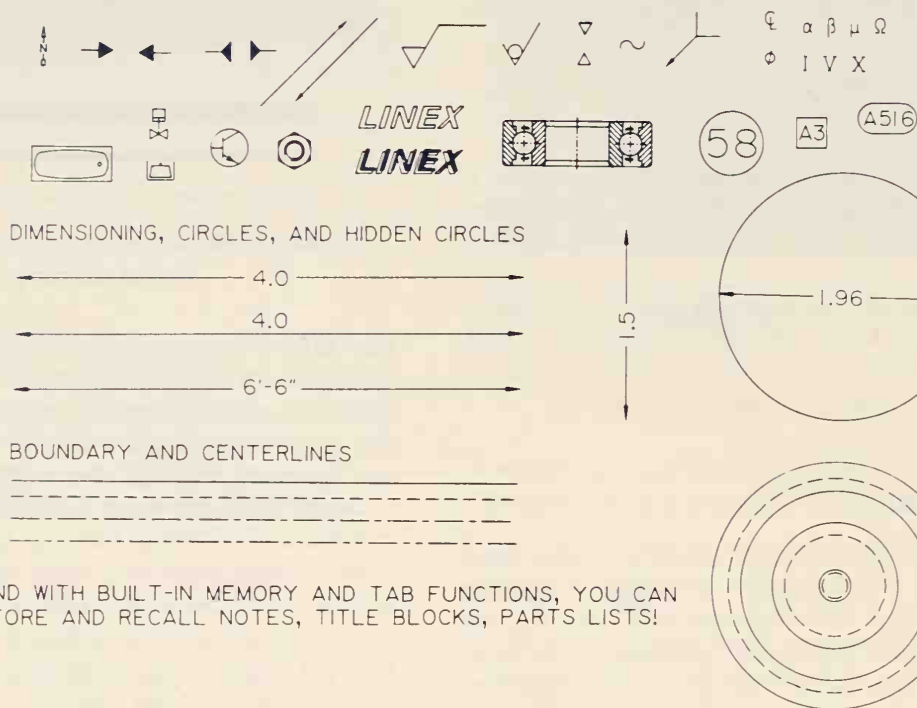 N
℄ α β μ Ω
ϕ I V X
LINEX
LINEX
58
A3
A516
DIMENSIONING, CIRCLES, AND HIDDEN CIRCLES
4.0
4.0
6'-6"
1.5
1.96
BOUNDARY AND CENTERLINES
ND WITH BUILT-IN MEMORY AND TAB FUNCTIONS, YOU CAN
TORE AND RECALL NOTES, TITLE BLOCKS, PARTS LISTS!